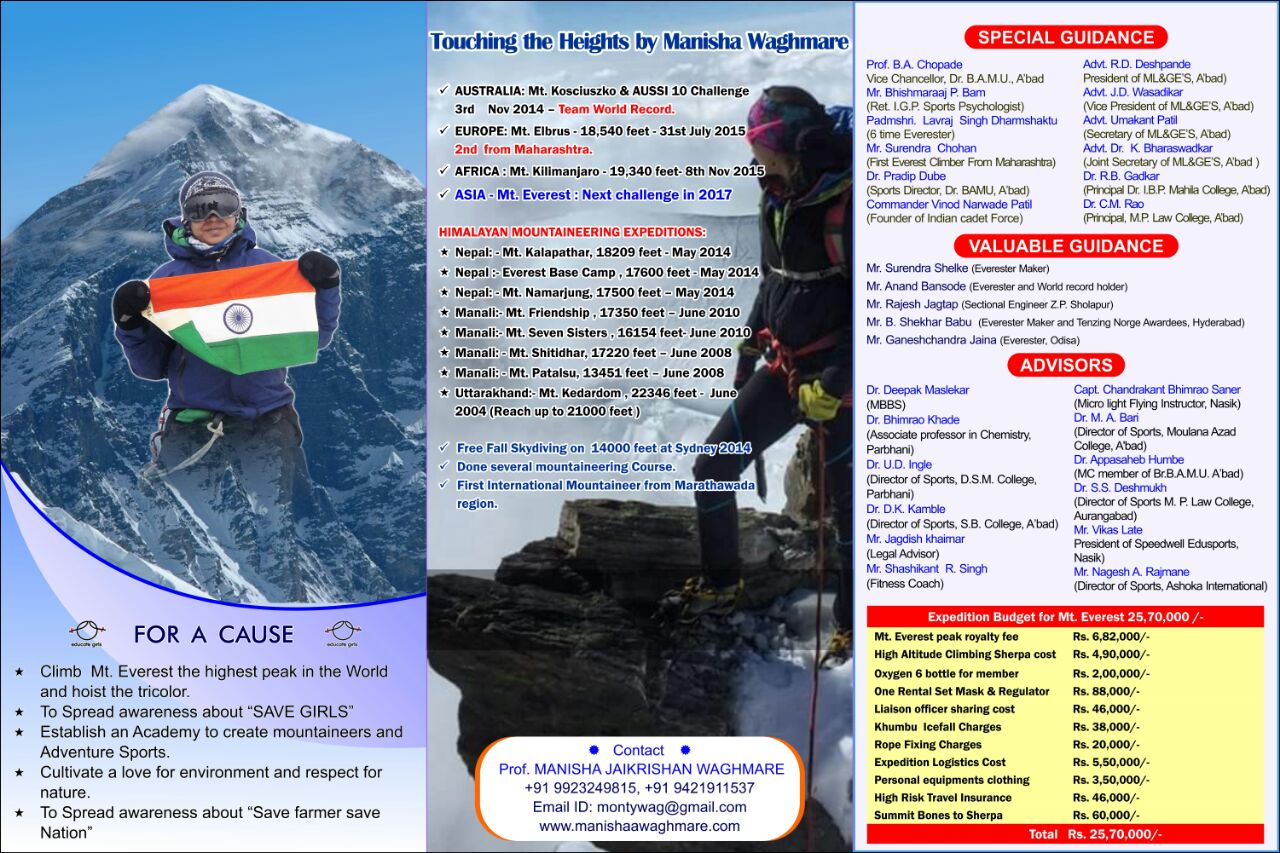 educate girls
FOR A CAUSE
educate girls
★ Climb Mt. Everest the highest peak in the World
and hoist the tricolor.
★ To Spread awareness about “SAVE GIRLS”
★ Establish an Academy to create mountaineers and
Adventure Sports.
★ Cultivate a love for environment and respect for
nature.
★ To Spread awareness about “Save farmer save
Nation”
Touching the Heights by Manisha Waghmare
✓ AUSTRALIA: Mt. Kosciuszko & AUSSI 10 Challenge
3rd Nov 2014 – Team World Record.
✓ EUROPE: Mt. Elbrus - 18,540 feet - 31st July 2015
2nd from Maharashtra.
✓ AFRICA : Mt. Kilimanjaro - 19,340 feet- 8th Nov 2015
✓ ASIA - Mt. Everest : Next challenge in 2017
HIMALAYAN MOUNTAINEERING EXPEDITIONS:
★ Nepal: - Mt. Kalapathar, 18209 feet - May 2014
★ Nepal :- Everest Base Camp , 17600 feet - May 2014
★ Nepal: - Mt. Namarjung, 17500 feet – May 2014
★ Manali:- Mt. Friendship , 17350 feet – June 2010
★ Manali:- Mt. Seven Sisters , 16154 feet- June 2010
★ Manali: - Mt. Shitidhar, 17220 feet – June 2008
★ Manali: - Mt. Patalsu, 13451 feet – June 2008
★ Uttarakhand:- Mt. Kedardom , 22346 feet - June
2004 (Reach up to 21000 feet )
✓ Free Fall Skydiving on 14000 feet at Sydney 2014
✓ Done several mountaineering Course.
✓ First International Mountaineer from Marathawada
region.
Contact
Prof. MANISHA JAIKRISHAN WAGHMARE
+91 9923249815, +91 9421911537
Email ID: montywag@gmail.com
www.manishaawaghmare.com
SPECIAL GUIDANCE
Prof. B.A. Chopade
Vice Chancellor, Dr. B.A.M.U., A'bad
Mr. Bhishmaraaj P. Bam
(Ret. I.G.P. Sports Psychologist)
Padmshri. Lavraj Singh Dharmshaktu
(6 time Everester)
Mr. Surendra Chohan
(First Everest Climber From Maharashtra)
Dr. Pradip Dube
(Sports Director, Dr. BAMU, A'bad)
Commander Vinod Narwade Patil
(Founder of Indian cadet Force)
Advt. R.D. Deshpande
President of ML&GE'S, A'bad)
Advt. J.D. Wasadikar
(Vice President of ML&GE'S, A'bad)
Advt. Umakant Patil
(Secretary of ML&GE'S, A'bad)
Advt. Dr. K. Bharaswadkar
(Joint Secretary of ML&GE'S, A'bad )
Dr. R.B. Gadkar
(Principal Dr. I.B.P. Mahila College, A'bad)
Dr. C.M. Rao
(Principal, M.P. Law College, A'bad)
VALUABLE GUIDANCE
Mr. Surendra Shelke (Everester Maker)
Mr. Anand Bansode (Everester and World record holder)
Mr. Rajesh Jagtap (Sectional Engineer Z.P. Sholapur)
Mr. B. Shekhar Babu (Everester Maker and Tenzing Norge Awardees, Hyderabad)
Mr. Ganeshchandra Jaina (Everester, Odisa)
ADVISORS
Dr. Deepak Maslekar
(MBBS)
Dr. Bhimrao Khade
(Associate professor in Chemistry,
Parbhani)
Dr. U.D. Ingle
(Director of Sports, D.S.M. College,
Parbhani)
Dr. D.K. Kamble
(Director of Sports, S.B. College, A'bad)
Mr. Jagdish khairnar
(Legal Advisor)
Mr. Shashikant R. Singh
(Fitness Coach)
Capt. Chandrakant Bhimrao Saner
(Micro light Flying Instructor, Nasik)
Dr. M. A. Bari
(Director of Sports, Moulana Azad
College, A'bad)
Dr. Appasaheb Humbe
(MC member of Br.B.A.M.U. A'bad)
Dr. S.S. Deshmukh
(Director of Sports M. P. Law College,
Aurangabad)
Mr. Vikas Late
President of Speedwell Edusports,
Nasik)
Mr. Nagesh A. Rajmane
(Director of Sports, Ashoka International)
Expedition Budget for Mt. Everest 25,70,000 /-
Mt. Everest peak royalty fee Rs. 6,82,000/-
High Altitude Climbing Sherpa cost Rs. 4,90,000/-
Oxygen 6 bottle for member Rs. 2,00,000/-
One Rental Set Mask & Regulator Rs. 88,000/-
Liaison officer sharing cost Rs. 46,000/-
Khumbu Icefall Charges Rs. 38,000/-
Rope Fixing Charges Rs. 20,000/-
Expedition Logistics Cost Rs. 5,50,000/-
Personal equipments clothing Rs. 3,50,000/-
High Risk Travel Insurance Rs. 46,000/-
Summit Bones to Sherpa Rs. 60,000/-
Total Rs. 25,70,000/-